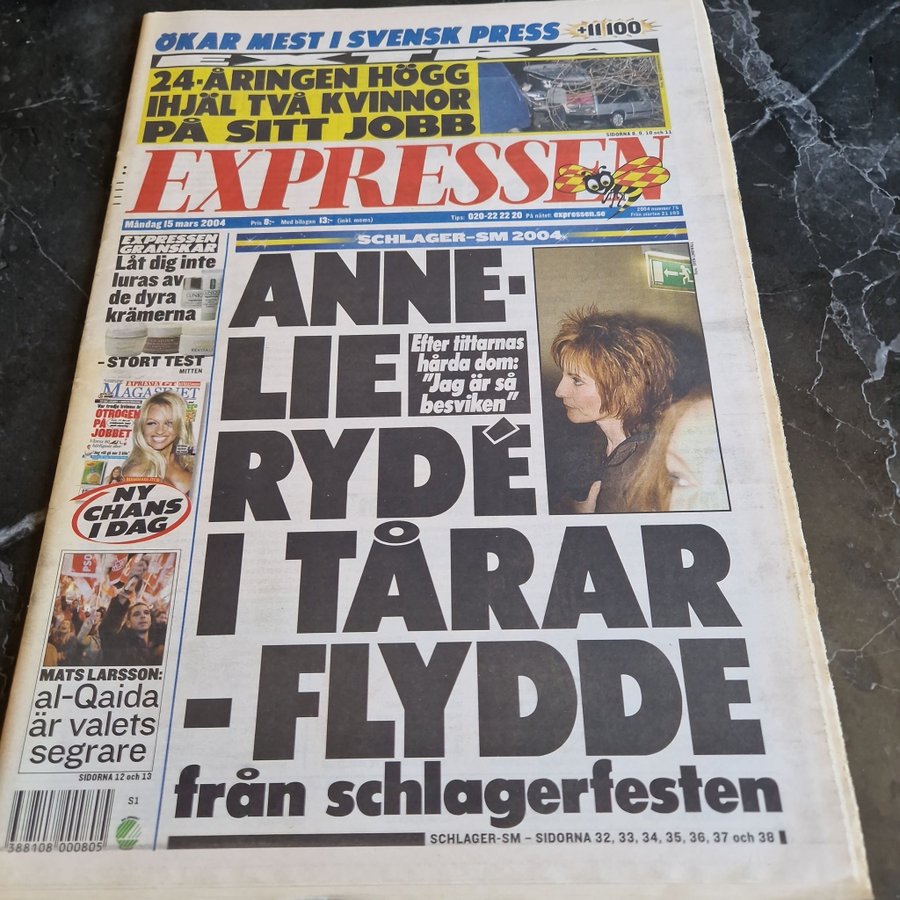 ÖKAR MEST I SVENSK PRESS +11 100
EXTRA
24-ÅRINGEN HÖGG
IHJÄL TVÅ KVINNOR
PÅ SITT JOBB
SIDORNA 8, 9, 10 och 11
EXPRESSEN
Måndag 15 mars 2004 Pris 8:- Med bilagan 13:- (inkl. moms) Tips: 020-22 22 20 På nätet: expressen.se
2004 nummer 75
EXPRESSEN
GRANSKAR
Låt dig inte
luras av
de dyra
krämerna
- STORT TEST
MITTEN
EXPRESSEN
MAGASINET
OTROGEN
PÅ
JOBBET
NY
CHANS
I DAG
PSO
MATS LARSSON:
al-Qaida
är valets
segrare
SIDORNA 12 och 13
S1
388108 000805
SCHLAGER-SM 2004
ANNE-
LIE
Efter tittarnas
hårda dom:
"Jag är så
besviken"
RYDÉ
I TÅRAR
- FLYDDE
från schlagerfesten
SCHLAGER-SM – SIDORNA 32, 33, 34, 35, 36, 37 och 38